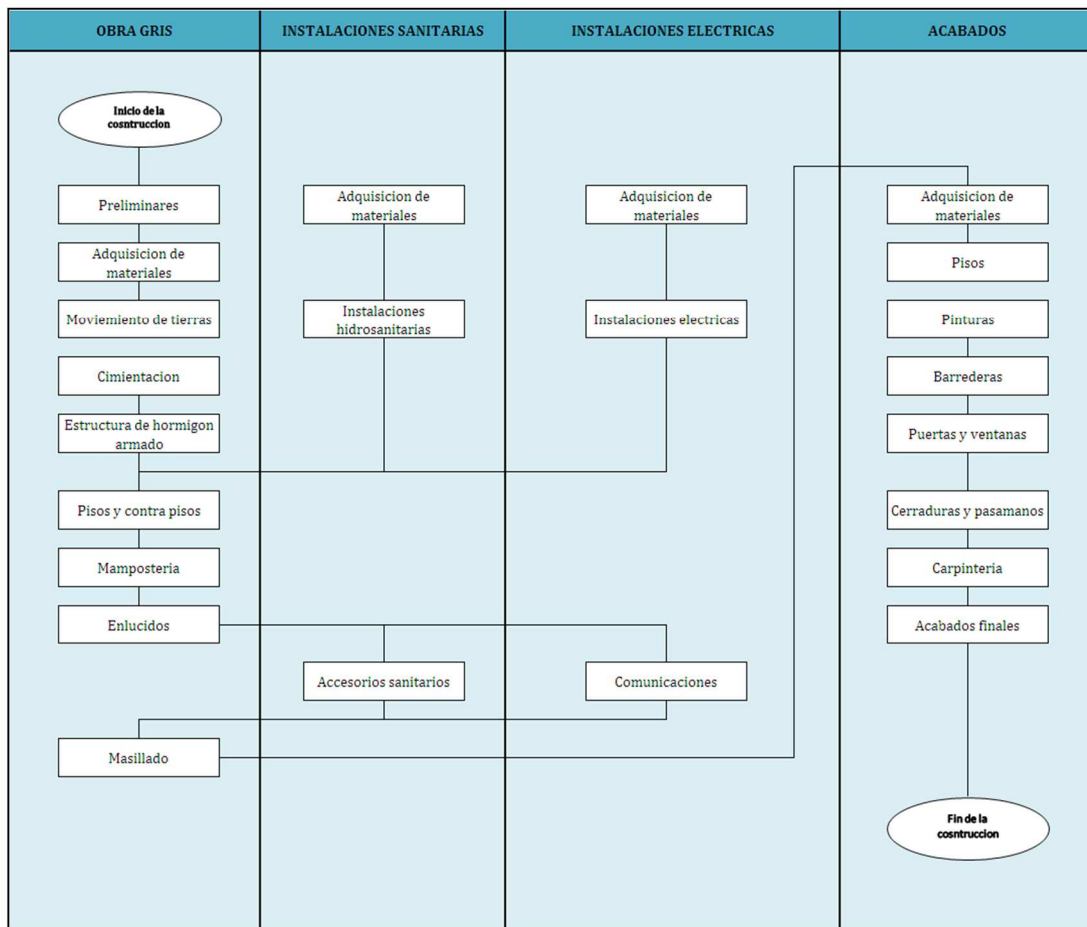 OBRA GRIS
INSTALACIONES SANITARIAS
INSTALACIONES ELECTRICAS
ACABADOS
Inicio de la
cosntruccion
Preliminares
Adquisicion de
materiales
Moviemiento de tierras
Cimientacion
Estructura de hormigon
armado
Pisos y contra pisos
Mamposteria
Enlucidos
Masillado
Adquisicion de
materiales
Instalaciones
hidrosanitarias
Accesorios sanitarios
Adquisicion de
materiales
Instalaciones electricas
Comunicaciones
Adquisicion de
materiales
Pisos
Pinturas
Barrederas
Puertas y ventanas
Cerraduras y pasamanos
Carpinteria
Acabados finales
Fin de la
cosntruccion